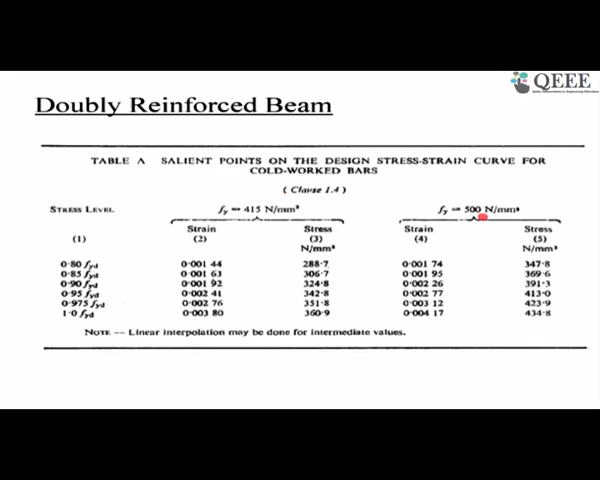 QEEE
Doubly Reinforced Beam
TABLE A SALIENT POINTS ON THE DESIGN STRESS-STRAIN CURVE FOR
COLD-WORKED BARS
( Clause 1.4 )
STRESS LEVEL fy = 415 N/mm² fy = 500 N/mm²
Strain Stress Strain Stress
(1) (2) (3) (4) (5)
N/mm² N/mm²
0·80 fyd 0·001 44 288·7 0·001 74 347·8
0·85 fyd 0·001 63 306·7 0·001 95 369·6
0·90 fyd 0·001 92 324·8 0·002 26 391·3
0·95 fyd 0·002 41 342·8 0·002 77 413·0
0·975 fyd 0·002 76 351·8 0·003 12 423·9
1·0 fyd 0·003 80 360·9 0·004 17 434·8
NOTE -- Linear interpolation may be done for intermediate values.